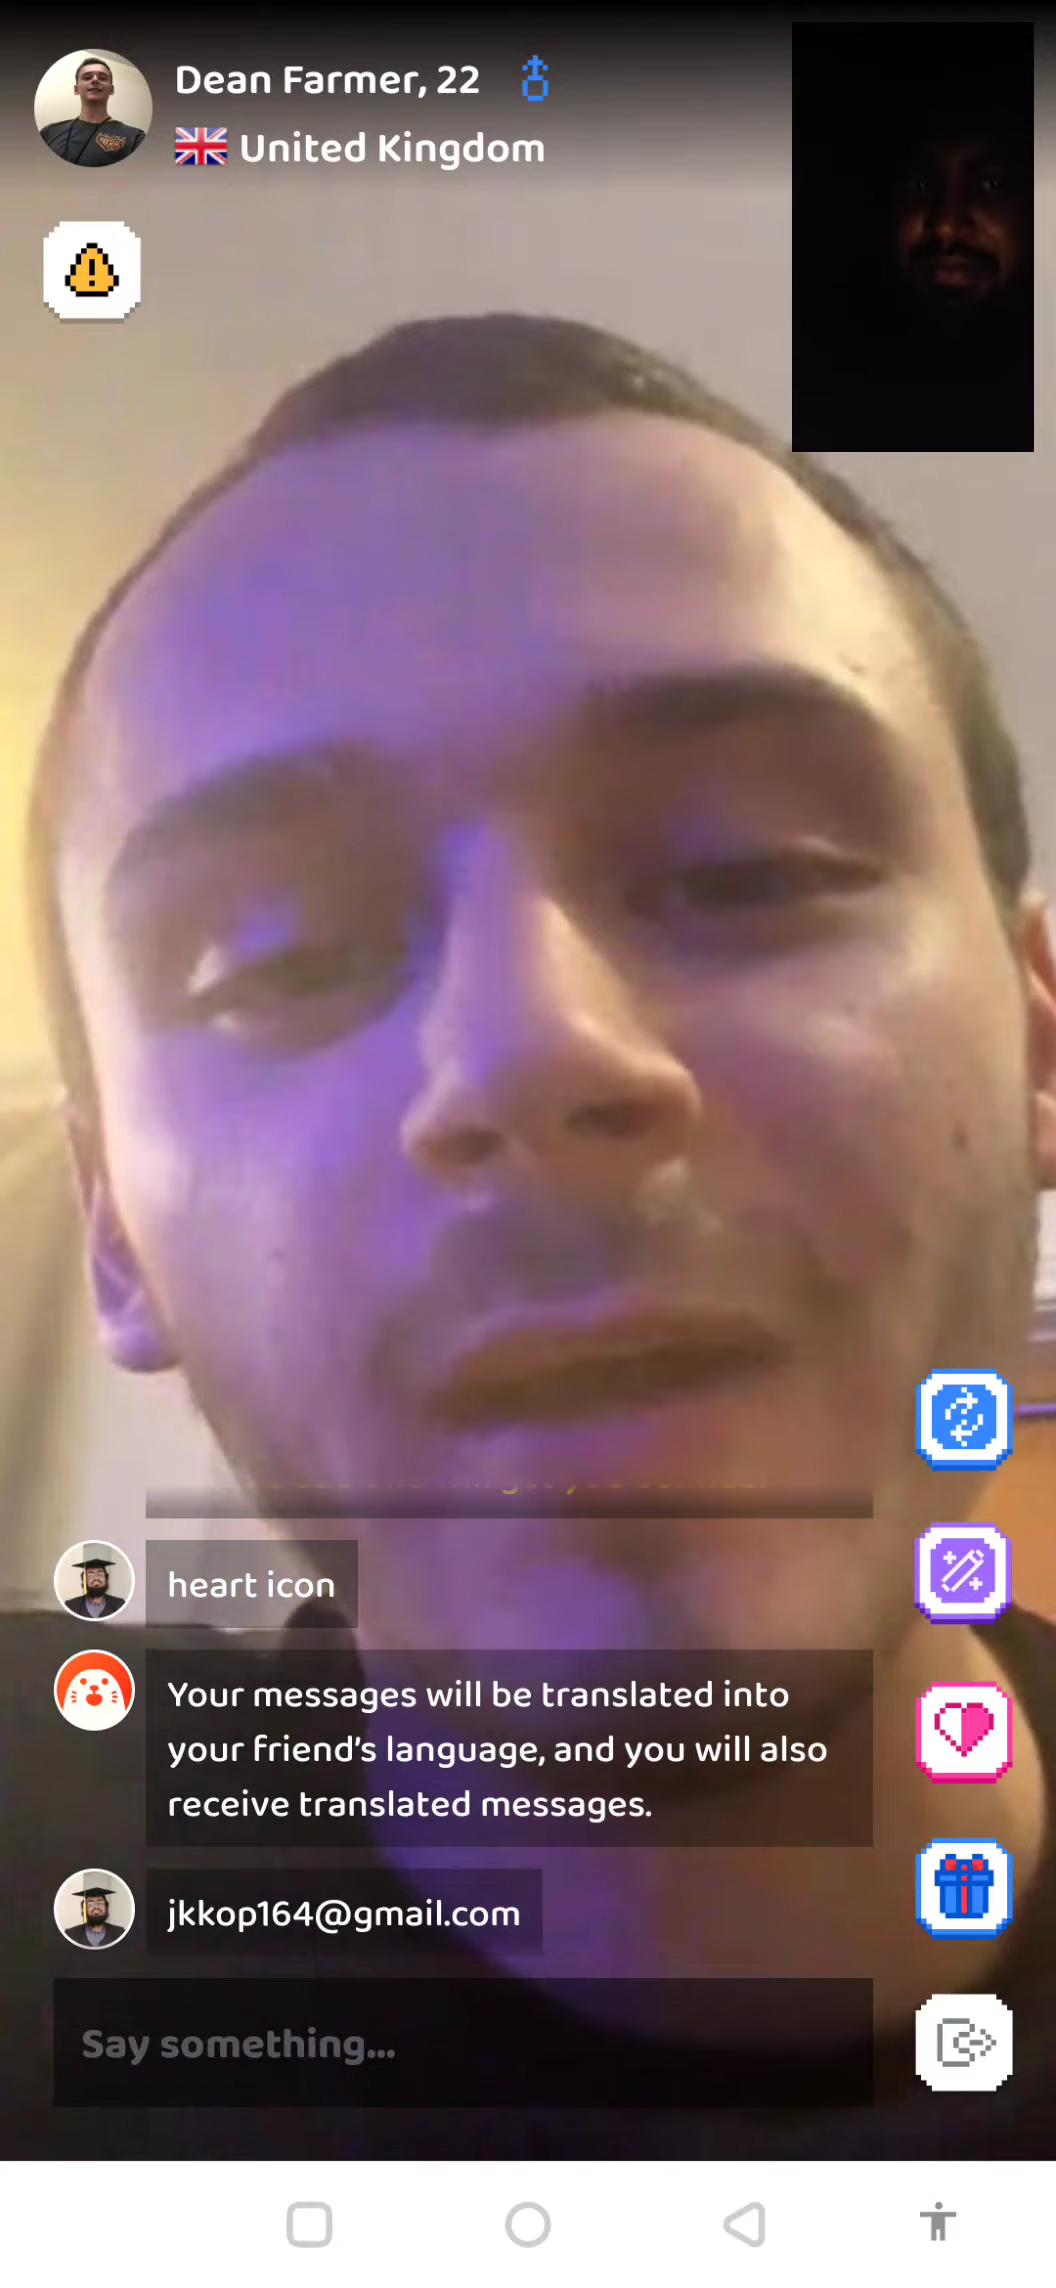 Dean Farmer, 22
United Kingdom
heart icon
Your messages will be translated into
your friend's language, and you will also
receive translated messages.
jkkop164@gmail.com
Say something...